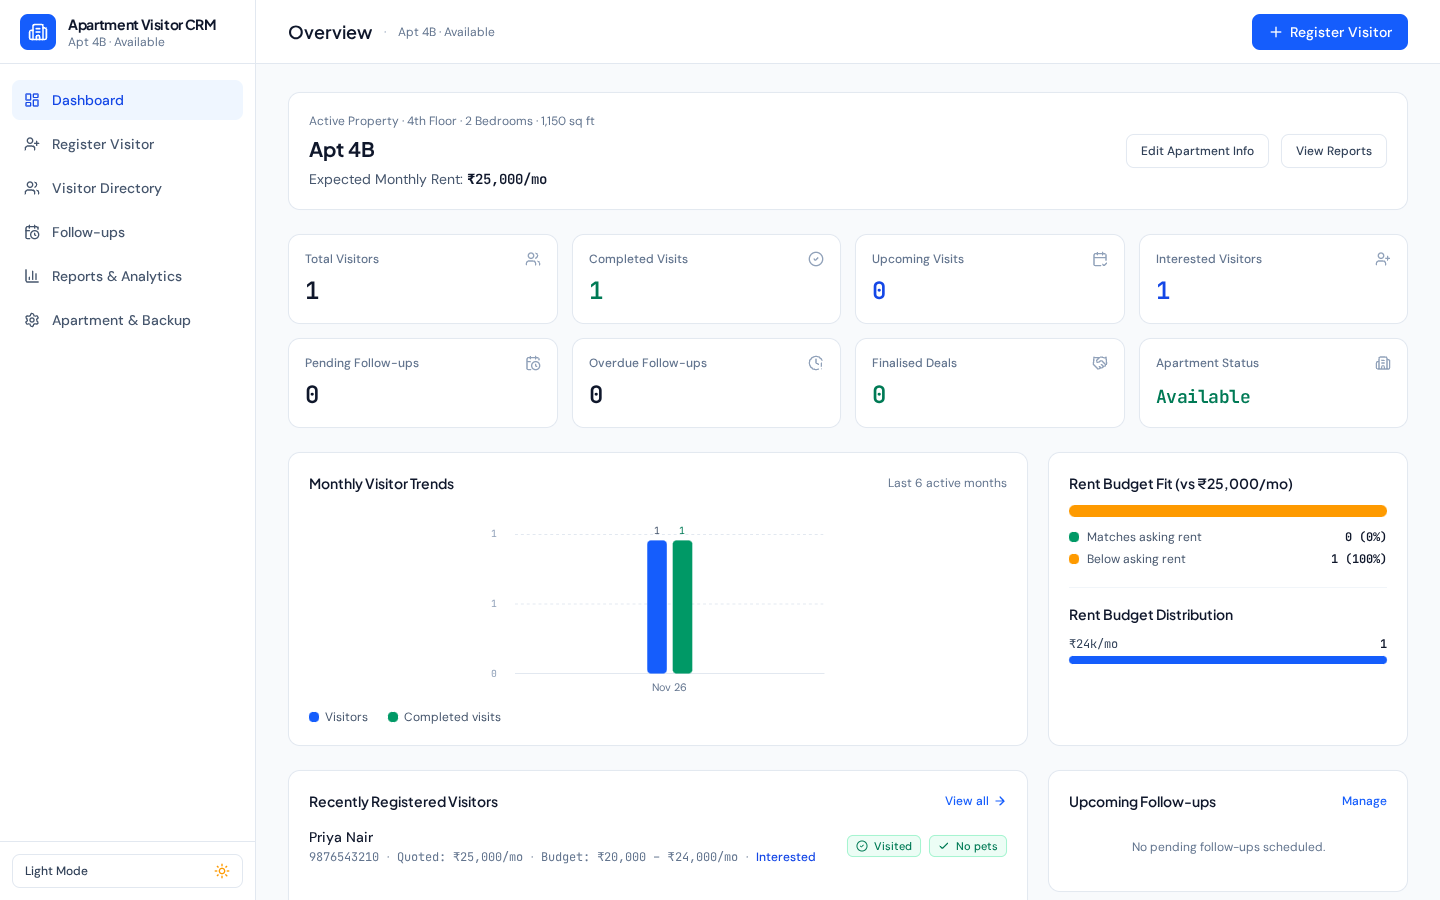 Apartment Visitor CRM
Apt 4B · Available
Dashboard
Register Visitor
Visitor Directory
Follow-ups
Reports & Analytics
Apartment & Backup
Light Mode
Overview · Apt 4B · Available
Register Visitor
Active Property · 4th Floor · 2 Bedrooms · 1,150 sq ft
Apt 4B
Expected Monthly Rent: ₹25,000/mo
Edit Apartment Info
View Reports
Total Visitors
1
Completed Visits
1
Upcoming Visits
0
Interested Visitors
1
Pending Follow-ups
0
Overdue Follow-ups
0
Finalised Deals
0
Apartment Status
Available
Monthly Visitor Trends
Last 6 active months
1
1
0
1 1
Nov 26
Visitors
Completed visits
Rent Budget Fit (vs ₹25,000/mo)
Matches asking rent 0 (0%)
Below asking rent 1 (100%)
Rent Budget Distribution
₹24k/mo 1
Recently Registered Visitors
View all
Priya Nair
9876543210 · Quoted: ₹25,000/mo · Budget: ₹20,000 – ₹24,000/mo · Interested
Visited
No pets
Upcoming Follow-ups
Manage
No pending follow-ups scheduled.